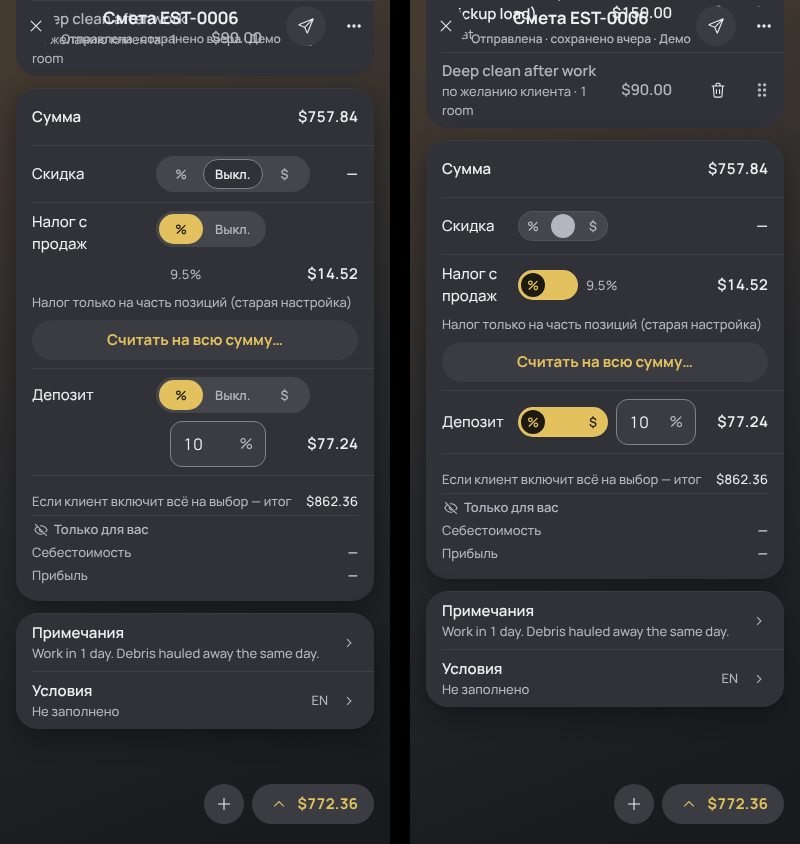 Смета EST-0006
Отправлена · сохранено вчера · Демо
$90.00
room
Сумма $757.84
Скидка % Выкл. $ –
Налог с продаж % Выкл.
9.5% $14.52
Налог только на часть позиций (старая настройка)
Считать на всю сумму...
Депозит % Выкл. $
10 % $77.24
Если клиент включит всё на выбор — итог $862.36
Только для вас
Себестоимость –
Прибыль –
Примечания
Work in 1 day. Debris hauled away the same day.
Условия EN
Не заполнено
$772.36
Смета EST-0006
$150.00
Отправлена · сохранено вчера · Демо
Deep clean after work
по желанию клиента · 1 $90.00
room
Сумма $757.84
Скидка % $ –
Налог с
продаж % 9.5% $14.52
Налог только на часть позиций (старая настройка)
Считать на всю сумму...
Депозит % $ 10 % $77.24
Если клиент включит всё на выбор — итог $862.36
Только для вас
Себестоимость –
Прибыль –
Примечания
Work in 1 day. Debris hauled away the same day.
Условия EN
Не заполнено
$772.36